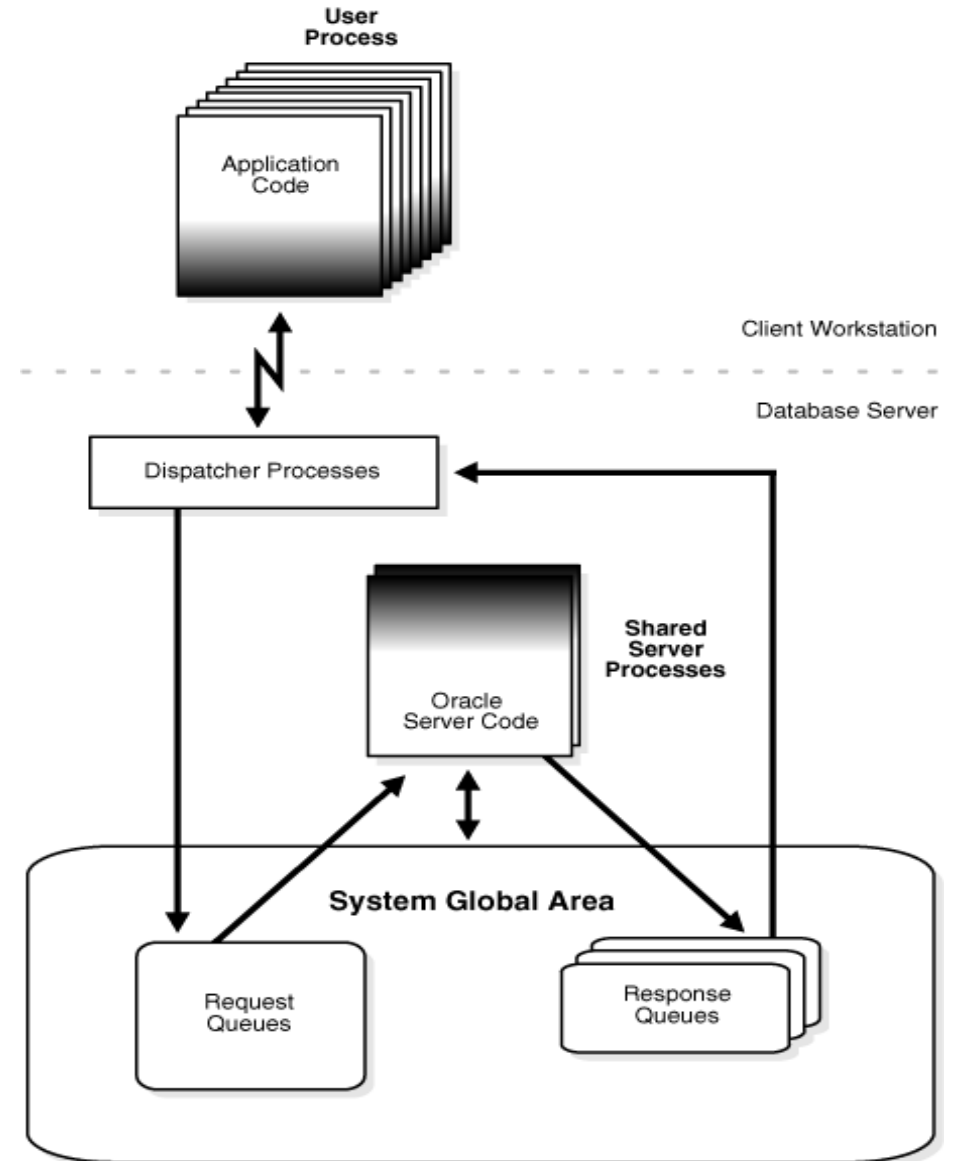 User
Process
Application
Code
Client Workstation
Database Server
Dispatcher Processes
Shared
Server
Processes
Oracle
Server Code
System Global Area
Request
Queues
Response
Queues